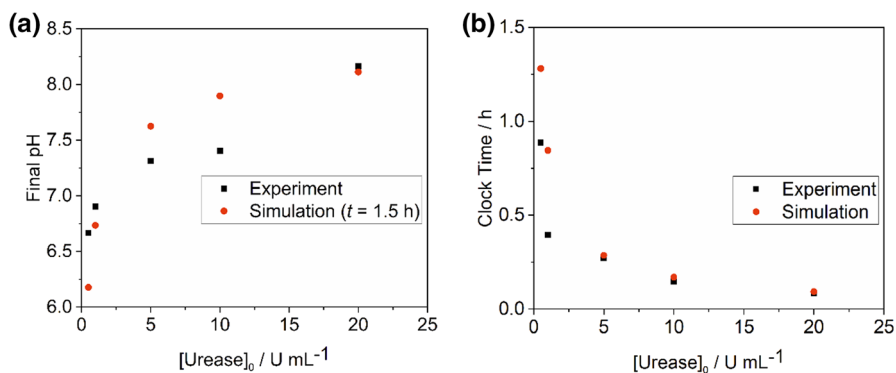 (a)
8.5
8.0
7.5
7.0
6.5
6.0
Final pH
Experiment
Simulation (t = 1.5 h)
0
5
10
15
20
25
[Urease]₀ / U mL⁻¹
(b)
1.5
1.0
0.5
0.0
Clock Time / h
Experiment
Simulation
0
5
10
15
20
25
[Urease]₀ / U mL⁻¹